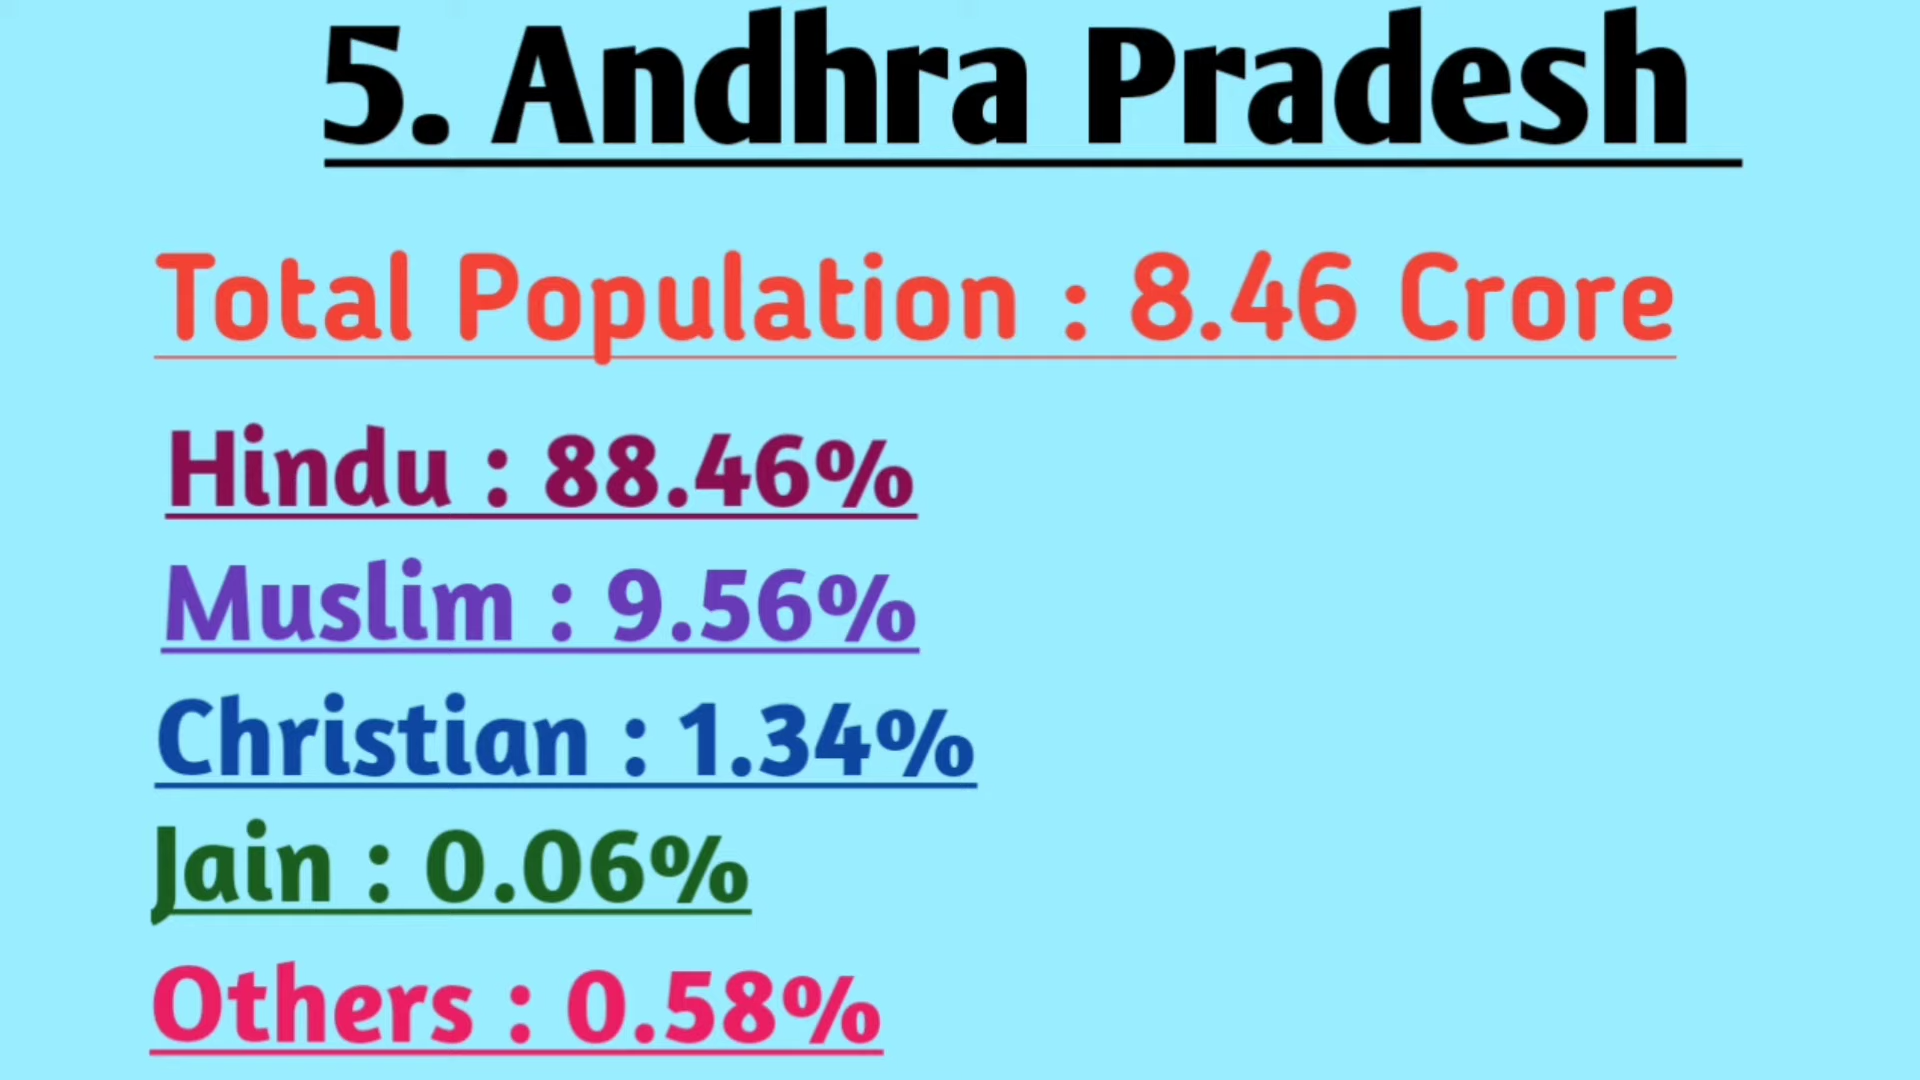 5. Andhra Pradesh
Total Population : 8.46 Crore
Hindu : 88.46%
Muslim : 9.56%
Christian : 1.34%
Jain : 0.06%
Others : 0.58%